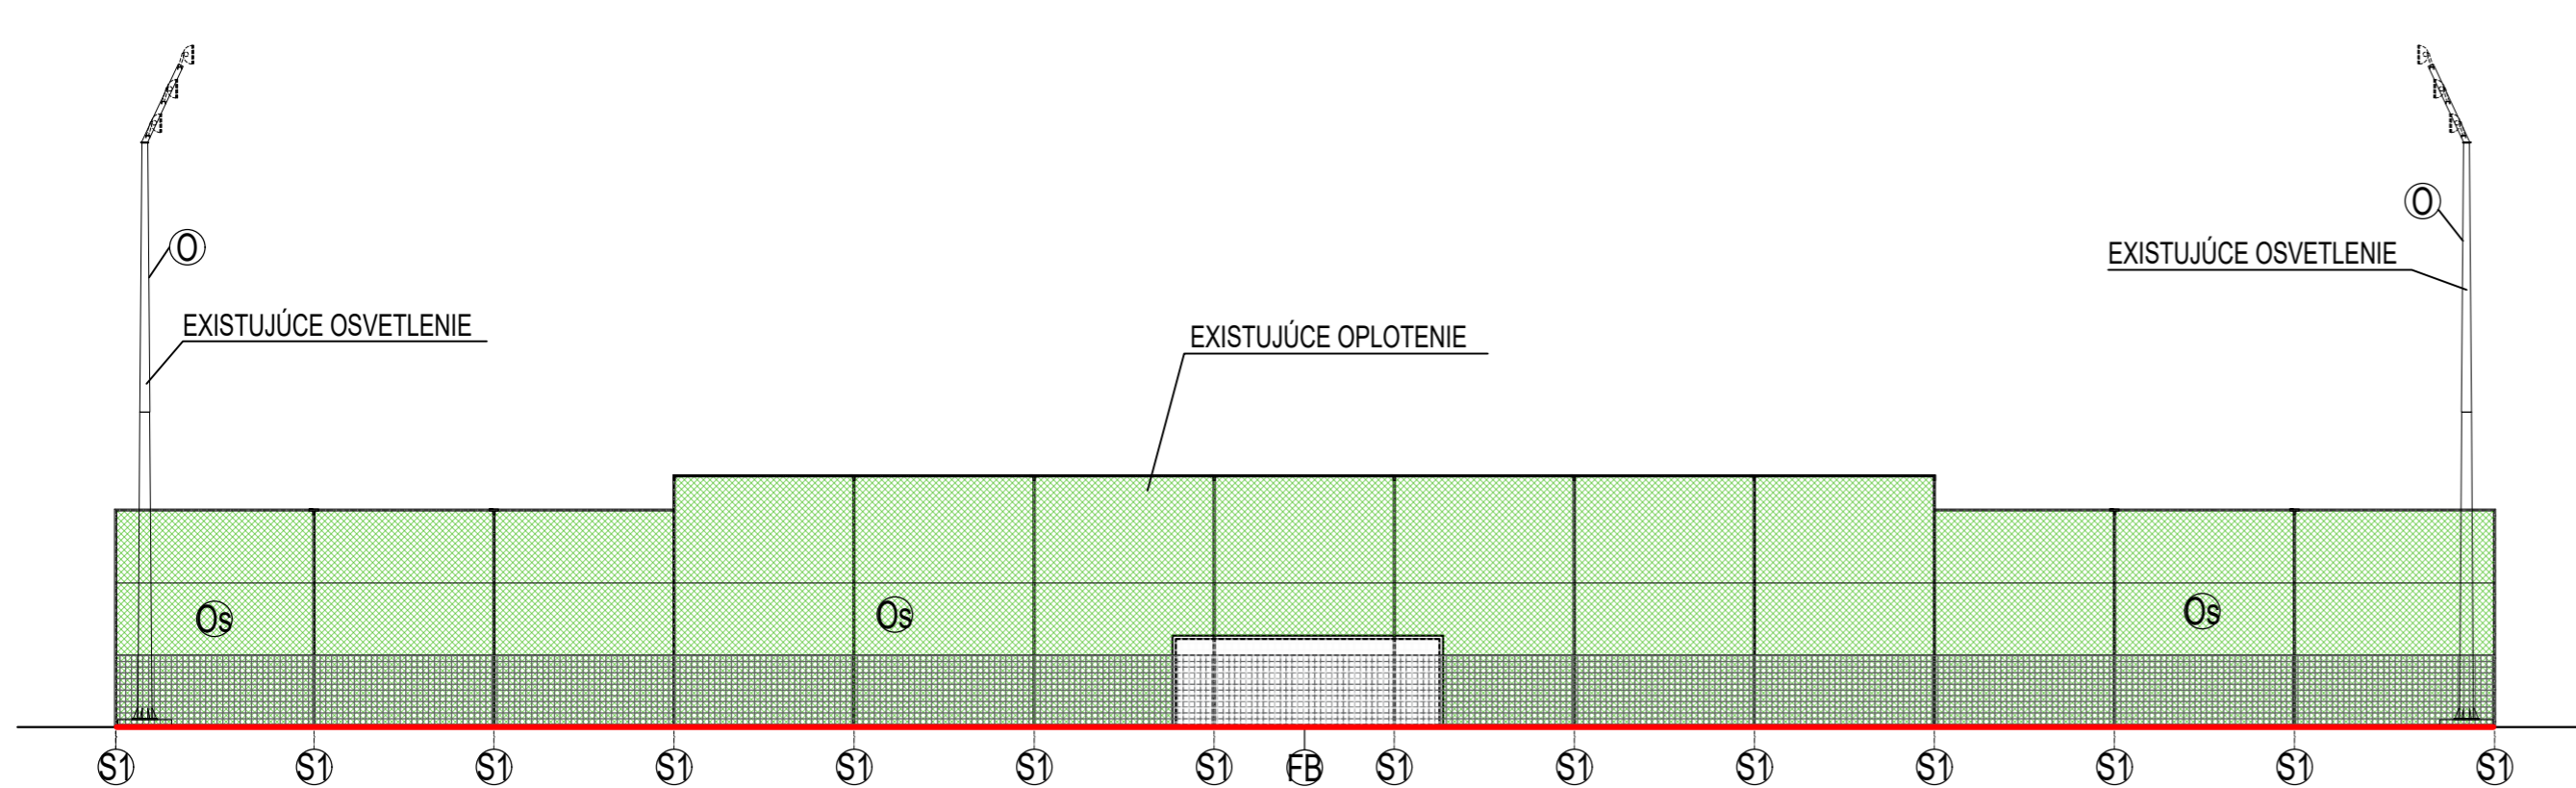 O
O
EXISTUJÚCE OSVETLENIE
EXISTUJÚCE OSVETLENIE
EXISTUJÚCE OPLOTENIE
Os
Os
Os
S1 S1 S1 S1 S1 S1 S1 FB S1 S1 S1 S1 S1 S1 S1